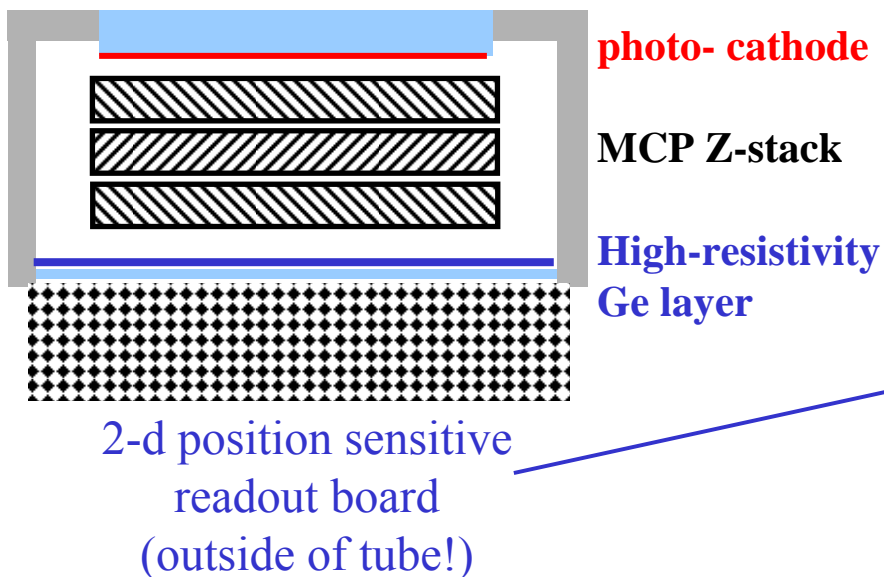 photo- cathode
MCP Z-stack
High-resistivity
Ge layer
2-d position sensitive
readout board
(outside of tube!)